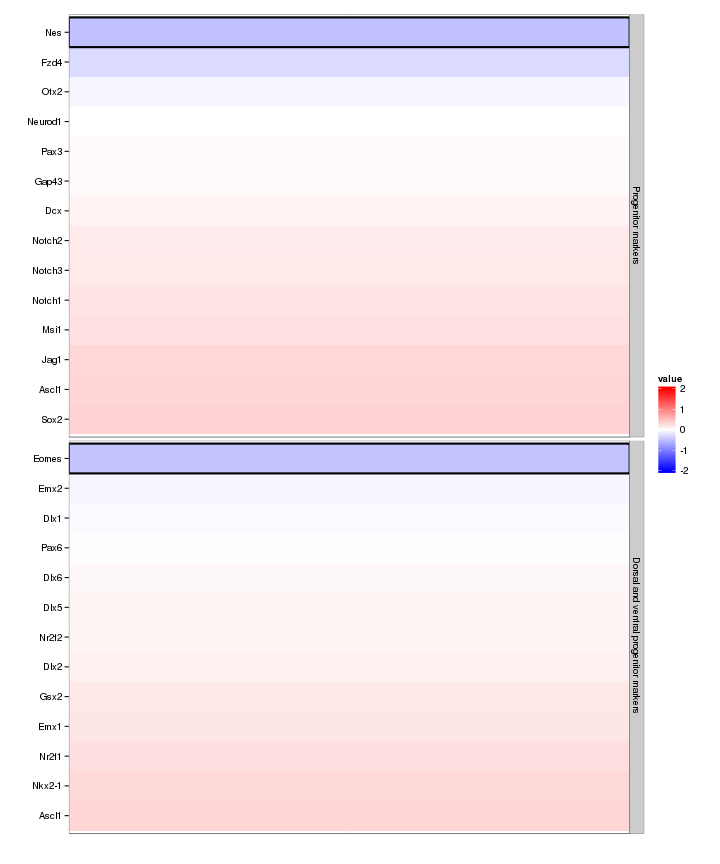 Nes
Fzd4
Otx2
Neurod1
Pax3
Gap43
Dcx
Notch2
Notch3
Notch1
Msi1
Jag1
Ascl1
Sox2
Progenitor markers
Eomes
Emx2
Dlx1
Pax6
Dlx6
Dlx5
Nr2f2
Dlx2
Gsx2
Emx1
Nr2f1
Nkx2-1
Ascl1
Dorsal and ventral progenitor markers
value
2
1
0
-1
-2